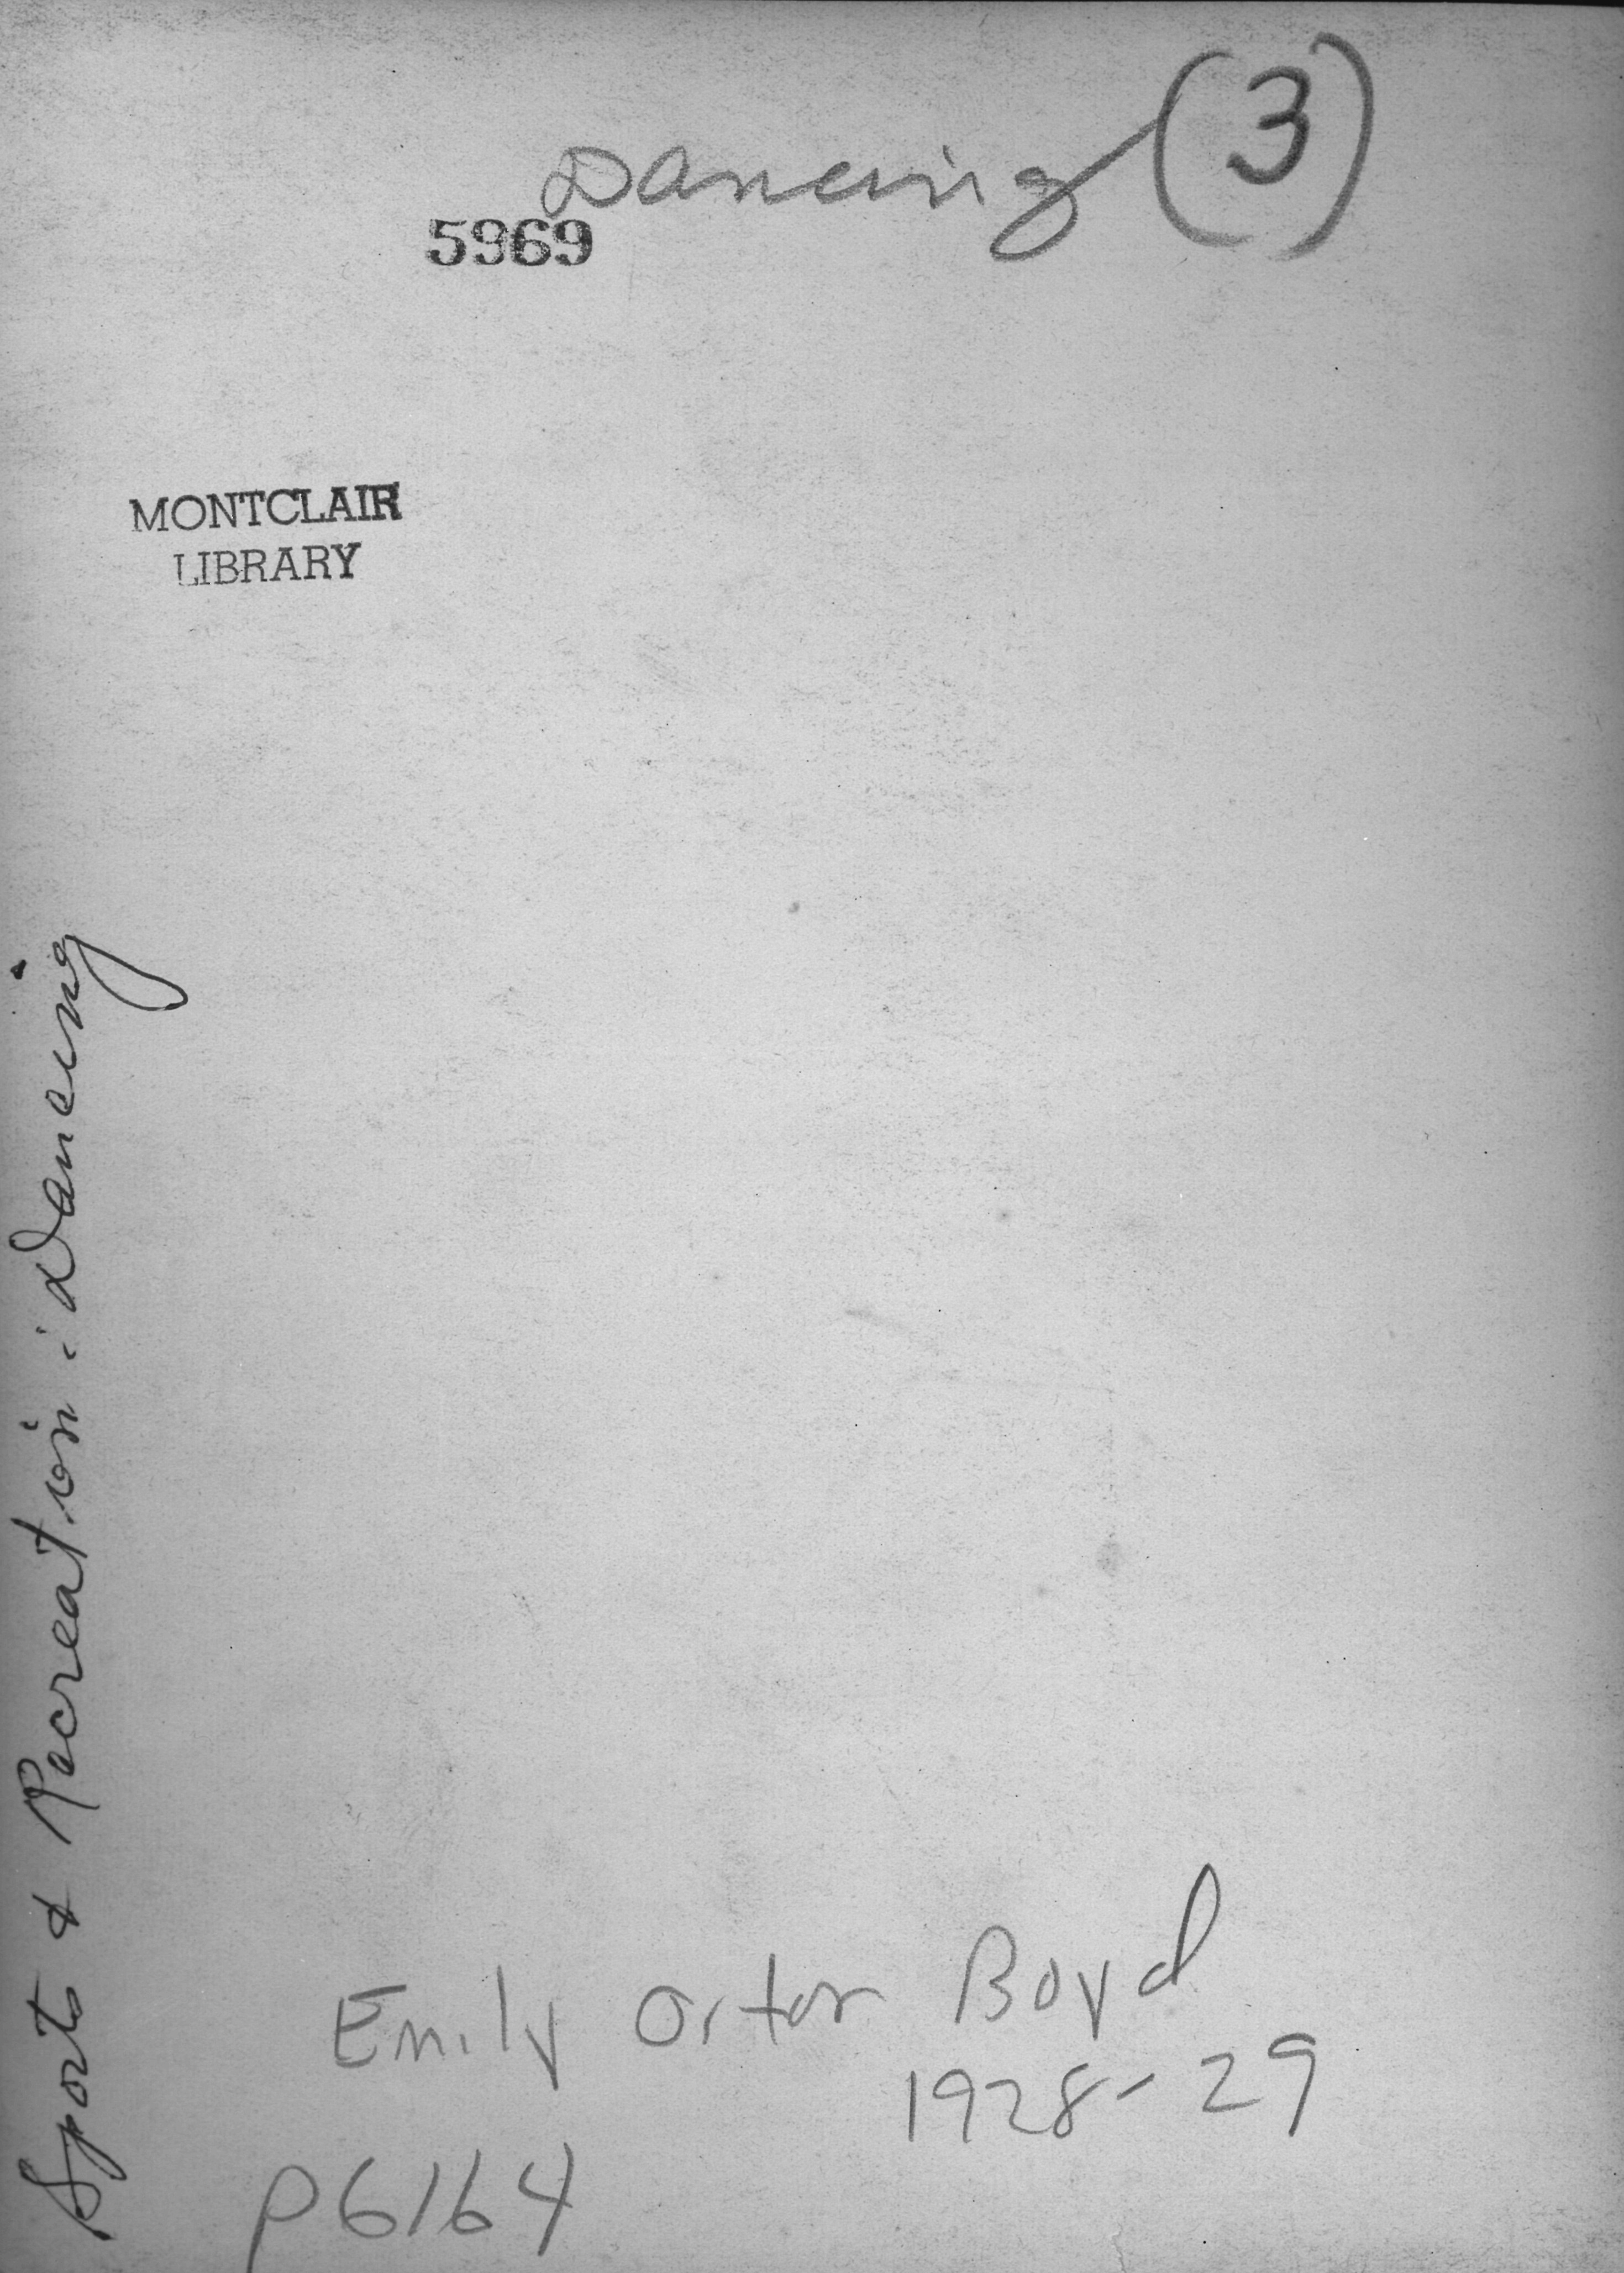 Dancing (3)
5969
MONTCLAIR
LIBRARY
Sports & Recreation: Dancing
Emily Orton Boyd
1928-29
P6164